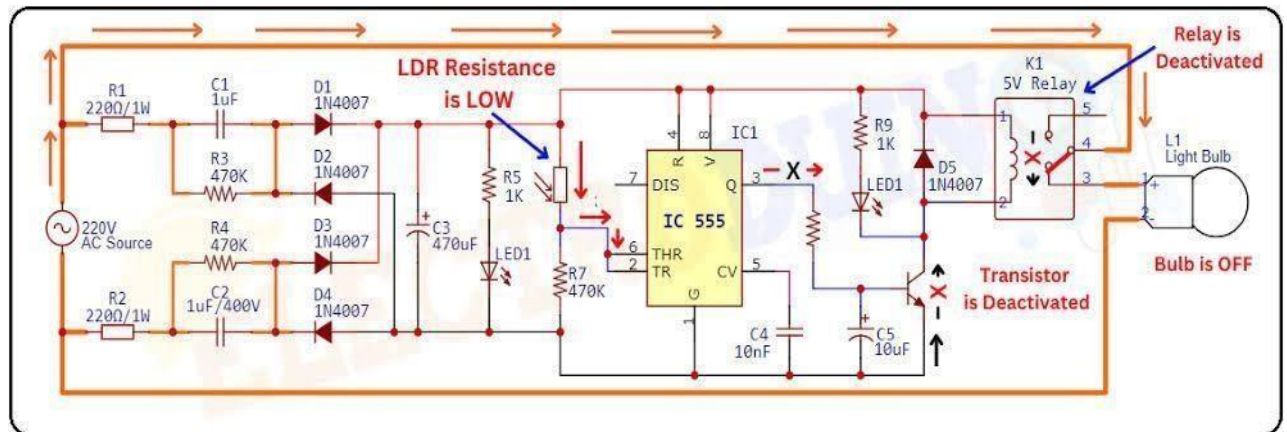 Relay is
Deactivated
LDR Resistance
is LOW
R1
220Ω/1W
C1
1uF
D1
1N4007
R3
470K
D2
1N4007
R4
470K
D3
1N4007
R2
220Ω/1W
C2
1uF/400V
D4
1N4007
220V
AC Source
C3
470uF
+
R5
1K
LED1
R7
470K
IC1
IC 555
4
R
8
V
7
DIS
Q
3
6
THR
2
TR
CV
5
G
1
X
C4
10nF
C5
10uF
+
R9
1K
LED1
D5
1N4007
K1
5V Relay
1
2
5
4
3
X
X
Transistor
is Deactivated
L1
Light Bulb
1
+
2
-
Bulb is OFF